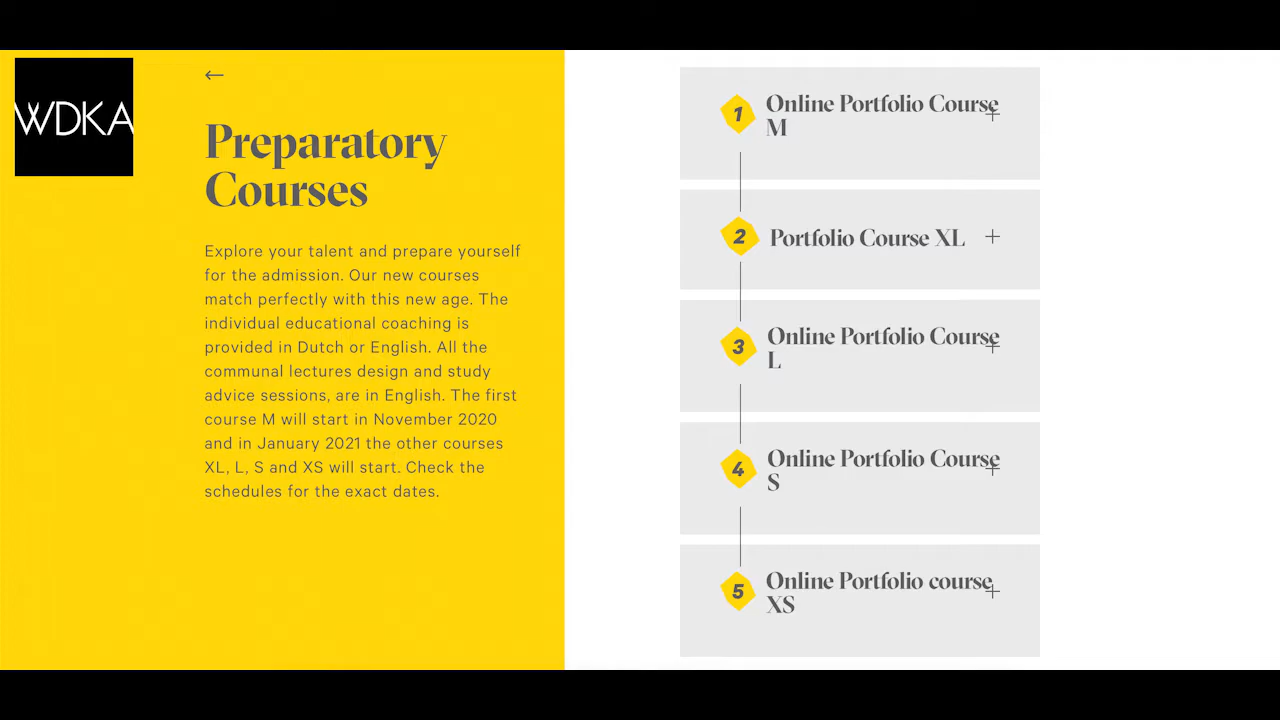 WDKA
←
Preparatory
Courses
Explore your talent and prepare yourself
for the admission. Our new courses
match perfectly with this new age. The
individual educational coaching is
provided in Dutch or English. All the
communal lectures design and study
advice sessions, are in English. The first
course M will start in November 2020
and in January 2021 the other courses
XL, L, S and XS will start. Check the
schedules for the exact dates.
1 Online Portfolio Course +
M
2 Portfolio Course XL +
3 Online Portfolio Course +
L
4 Online Portfolio Course +
S
5 Online Portfolio course +
XS